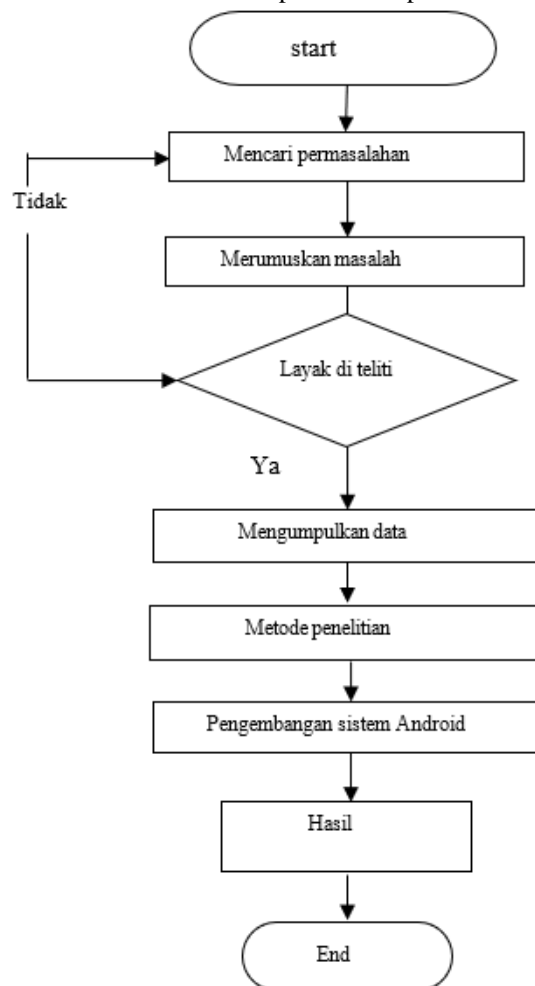 start
Mencari permasalahan
Tidak
Merumuskan masalah
Layak di teliti
Ya
Mengumpulkan data
Metode penelitian
Pengembangan sistem Android
Hasil
End